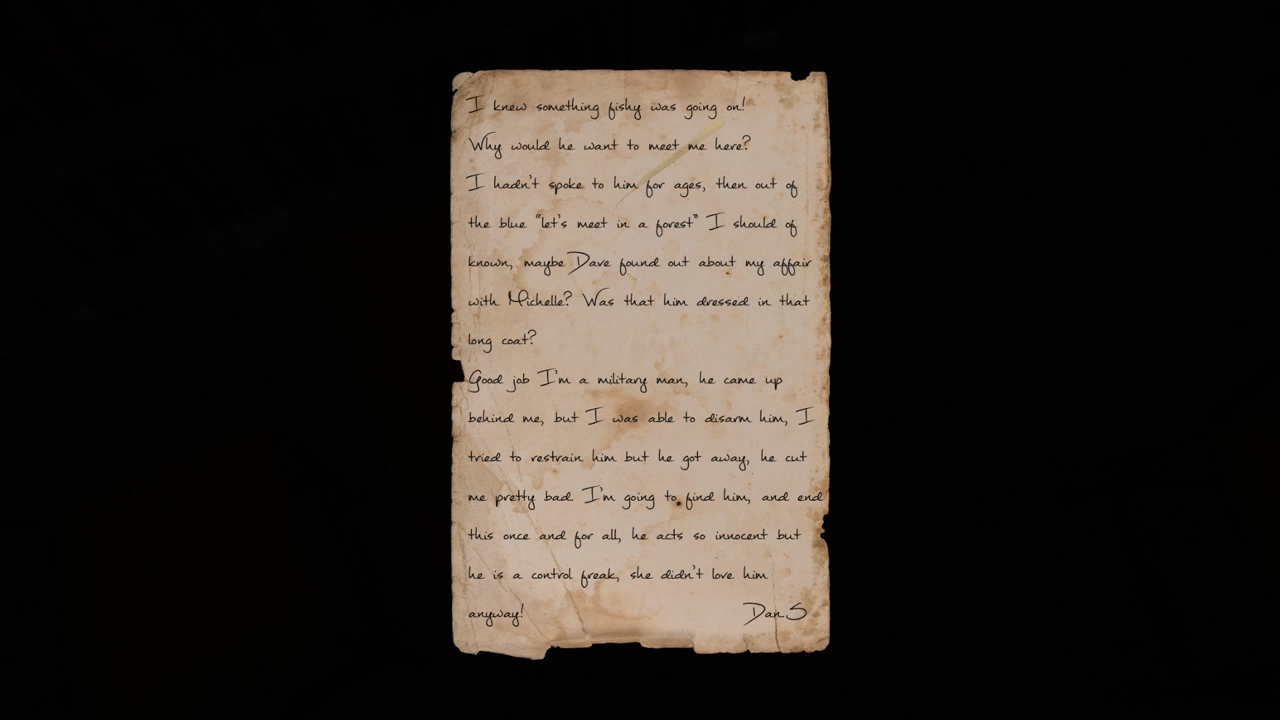 I knew something fishy was going on!
Why would he want to meet me here?
I hadn't spoke to him for ages, then out of
the blue "let's meet in a forest" I should of
known, maybe Dave found out about my affair
with Michelle? Was that him dressed in that
long coat?
Good job I'm a military man, he came up
behind me, but I was able to disarm him, I
tried to restrain him but he got away, he cut
me pretty bad. I'm going to find him, and end
this once and for all, he acts so innocent but
he is a control freak, she didn't love him
anyway! Dan S